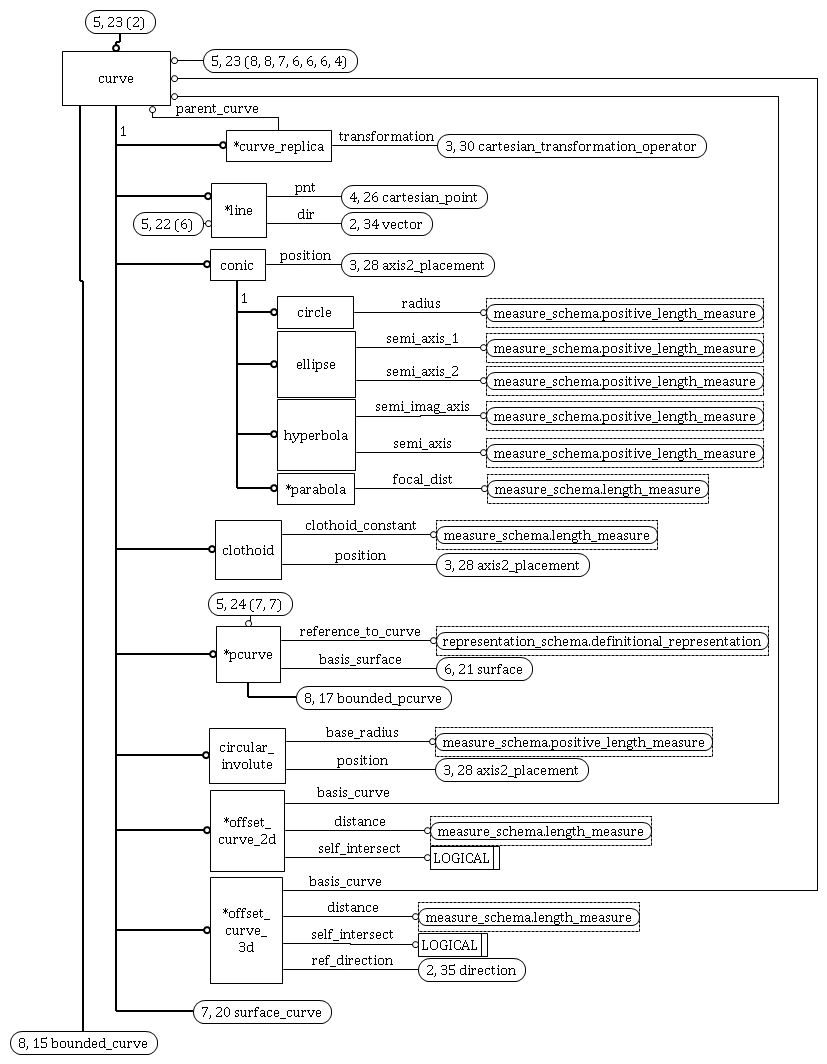 5, 23 (2)
curve
5, 23 (8, 8, 7, 6, 6, 6, 4)
parent_curve
1
*curve_replica
transformation
3, 30 cartesian_transformation_operator
*line
pnt
4, 26 cartesian_point
5, 22 (6)
dir
2, 34 vector
conic
position
3, 28 axis2_placement
1
circle
radius
measure_schema.positive_length_measure
ellipse
semi_axis_1
measure_schema.positive_length_measure
semi_axis_2
measure_schema.positive_length_measure
hyperbola
semi_imag_axis
measure_schema.positive_length_measure
semi_axis
measure_schema.positive_length_measure
*parabola
focal_dist
measure_schema.length_measure
clothoid
clothoid_constant
measure_schema.length_measure
position
3, 28 axis2_placement
5, 24 (7, 7)
*pcurve
reference_to_curve
representation_schema.definitional_representation
basis_surface
6, 21 surface
8, 17 bounded_pcurve
circular_
involute
base_radius
measure_schema.positive_length_measure
position
3, 28 axis2_placement
*offset_
curve_2d
basis_curve
distance
measure_schema.length_measure
self_intersect
LOGICAL
*offset_
curve_
3d
basis_curve
distance
measure_schema.length_measure
self_intersect
LOGICAL
ref_direction
2, 35 direction
7, 20 surface_curve
8, 15 bounded_curve